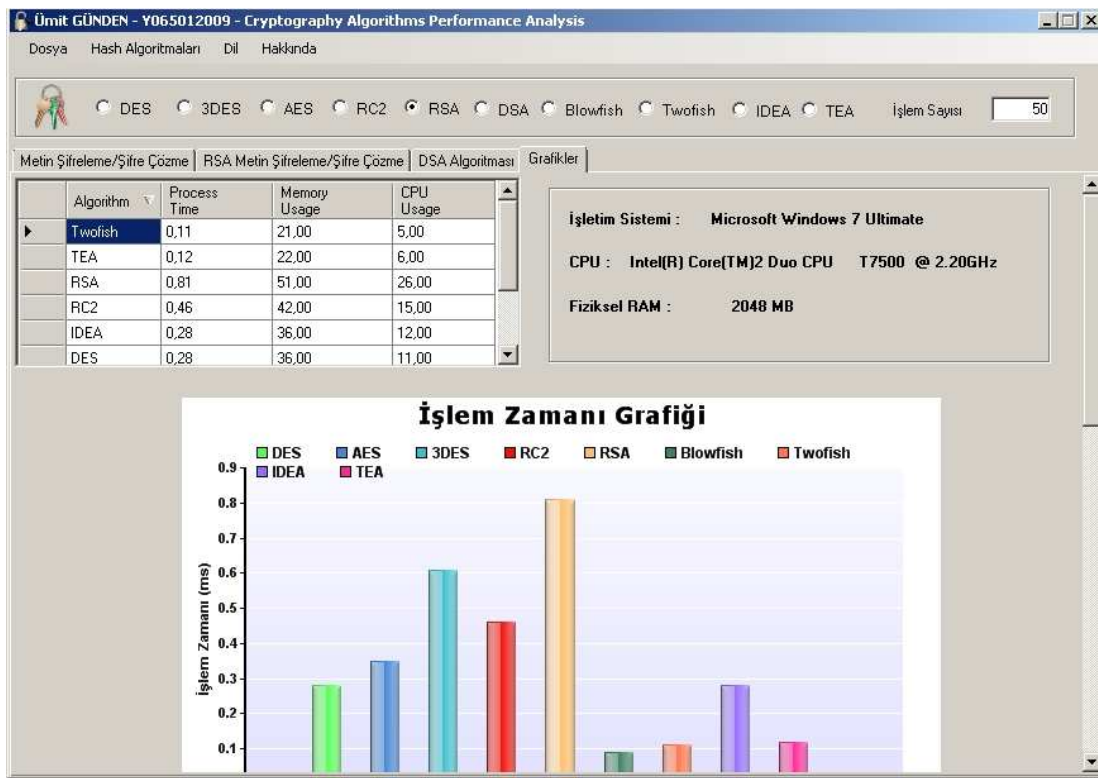 Ümit GÜNDEN - Y065012009 - Cryptography Algorithms Performance Analysis
Dosya Hash Algoritmaları Dil Hakkında
DES 3DES AES RC2 RSA DSA Blowfish Twofish IDEA TEA İşlem Sayısı 50
Metin Şifreleme/Şifre Çözme RSA Metin Şifreleme/Şifre Çözme DSA Algoritması Grafikler
Algorithm Process Time Memory Usage CPU Usage
Twofish 0,11 21,00 5,00
TEA 0,12 22,00 6,00
RSA 0,81 51,00 26,00
RC2 0,46 42,00 15,00
IDEA 0,28 36,00 12,00
DES 0,28 36,00 11,00
İşletim Sistemi : Microsoft Windows 7 Ultimate
CPU : Intel(R) Core(TM)2 Duo CPU T7500 @ 2.20GHz
Fiziksel RAM : 2048 MB
İşlem Zamanı Grafiği
DES AES 3DES RC2 RSA Blowfish Twofish
IDEA TEA
İşlem Zamanı (ms)
0.9
0.8
0.7
0.6
0.5
0.4
0.3
0.2
0.1